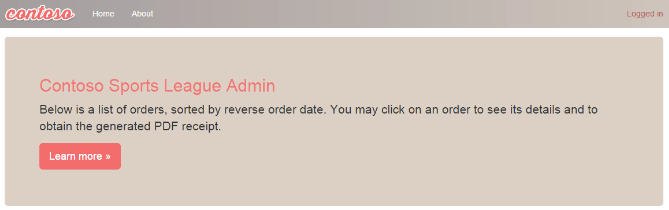 contoso Home About Logged in
Contoso Sports League Admin
Below is a list of orders, sorted by reverse order date. You may click on an order to see its details and to
obtain the generated PDF receipt.
Learn more »